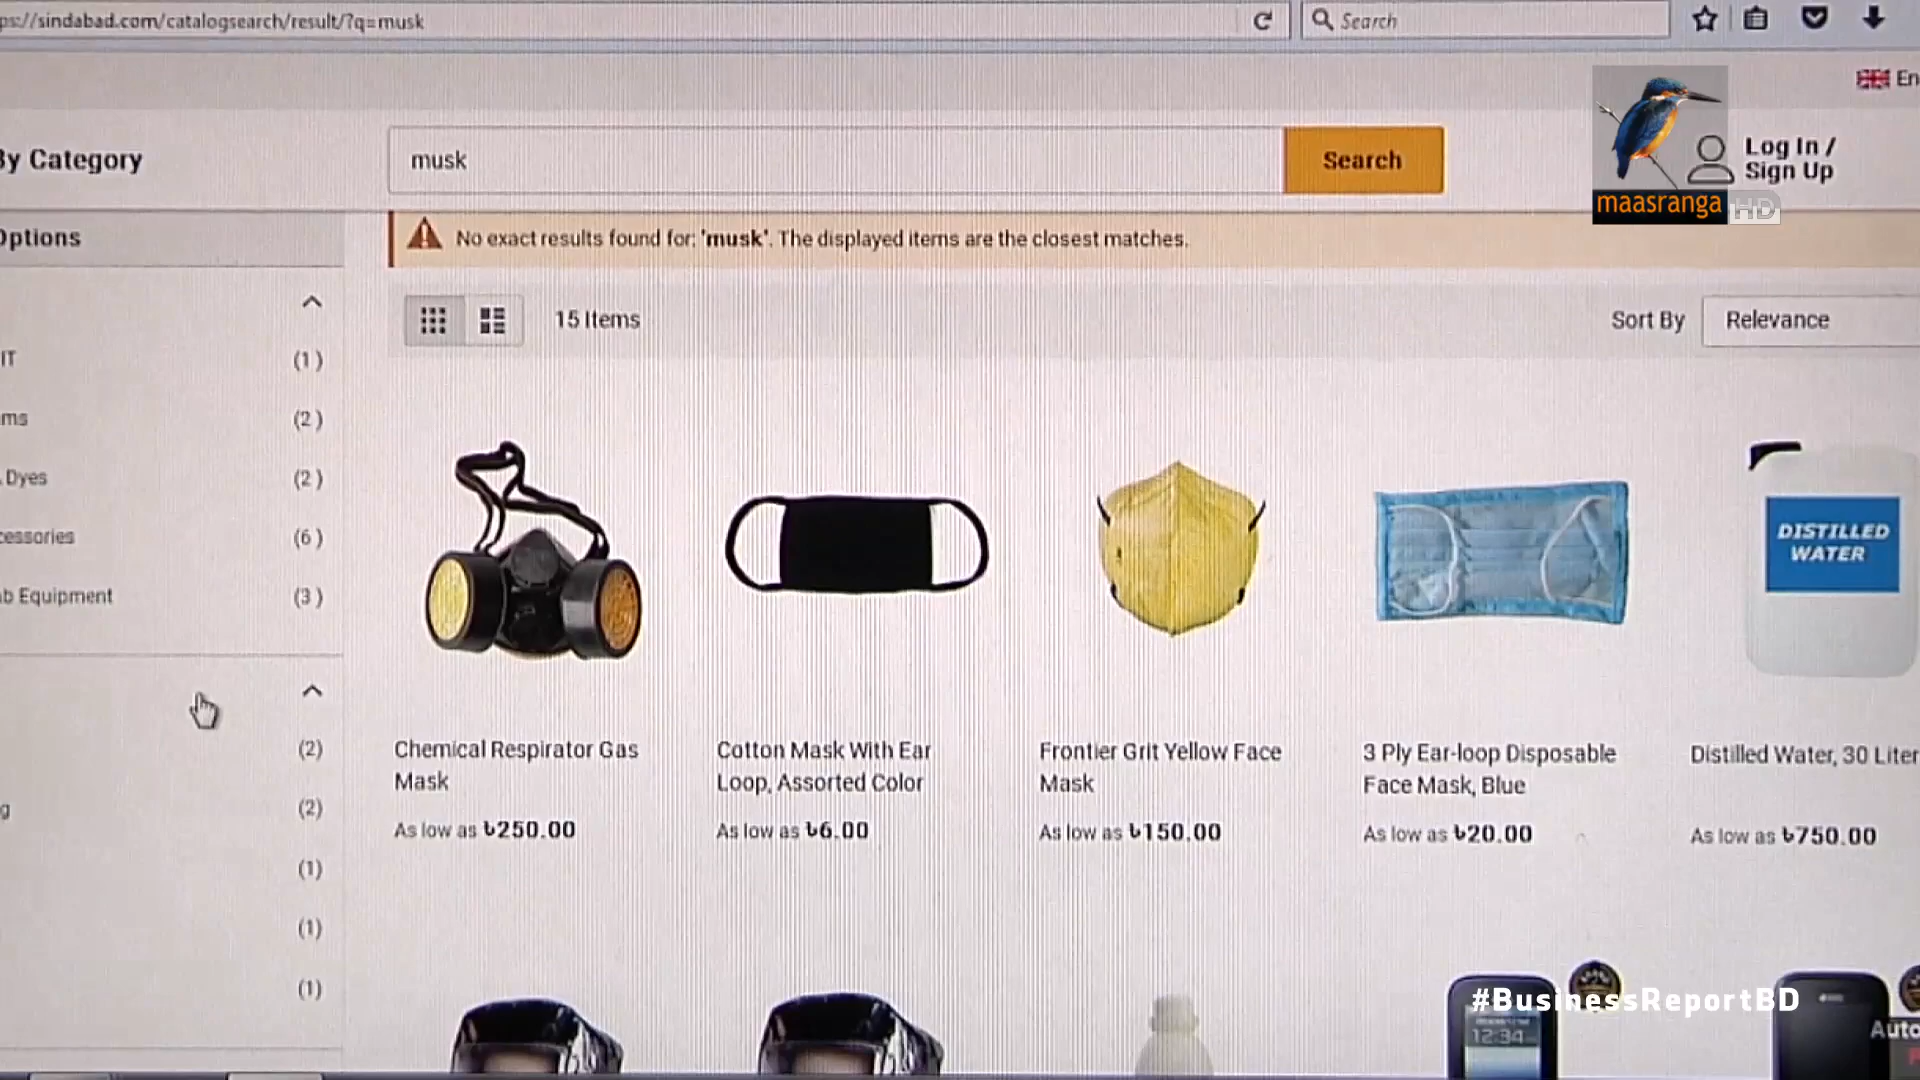 ps://sindabad.com/catalogsearch/result/?q=musk
Search
En
By Category
musk
Search
Log In /
Sign Up
maasranga
HD
Options
No exact results found for: 'musk'. The displayed items are the closest matches.
15 Items
Sort By
Relevance
IT
(1)
ms
(2)
Dyes
(2)
cessories
(6)
ab Equipment
(3)
DISTILLED
WATER
(2)
g
(2)
(1)
(1)
(1)
Chemical Respirator Gas
Mask
As low as ৳250.00
Cotton Mask With Ear
Loop, Assorted Color
As low as ৳6.00
Frontier Grit Yellow Face
Mask
As low as ৳150.00
3 Ply Ear-loop Disposable
Face Mask, Blue
As low as ৳20.00
Distilled Water, 30 Liter
As low as ৳750.00
12:34
#BusinessReportBD
Auto